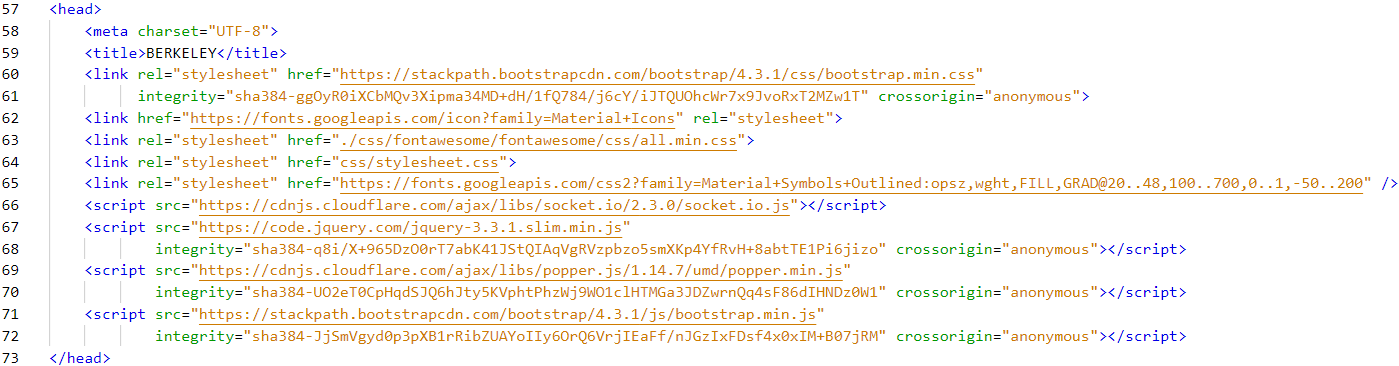 57 <head>
58 <meta charset="UTF-8">
59 <title>BERKELEY</title>
60 <link rel="stylesheet" href="https://stackpath.bootstrapcdn.com/bootstrap/4.3.1/css/bootstrap.min.css"
61 integrity="sha384-ggOyR0iXCbMQv3Xipma34MD+dH/1fQ784/j6cY/iJTQUOhcWr7x9JvoRxT2MZw1T" crossorigin="anonymous">
62 <link href="https://fonts.googleapis.com/icon?family=Material+Icons" rel="stylesheet">
63 <link rel="stylesheet" href="./css/fontawesome/fontawesome/css/all.min.css">
64 <link rel="stylesheet" href="css/stylesheet.css">
65 <link rel="stylesheet" href="https://fonts.googleapis.com/css2?family=Material+Symbols+Outlined:opsz,wght,FILL,GRAD@20..48,100..700,0..1,-50..200" />
66 <script src="https://cdnjs.cloudflare.com/ajax/libs/socket.io/2.3.0/socket.io.js"></script>
67 <script src="https://code.jquery.com/jquery-3.3.1.slim.min.js"
68 integrity="sha384-q8i/X+965DzO0rT7abK41JStQIAqVgRVzpbzo5smXKp4YfRvH+8abtTE1Pi6jizo" crossorigin="anonymous"></script>
69 <script src="https://cdnjs.cloudflare.com/ajax/libs/popper.js/1.14.7/umd/popper.min.js"
70 integrity="sha384-UO2eT0CpHqdSJQ6hJty5KVphtPhzWj9WO1clHTMGa3JDZwrnQq4sF86dIHNDz0W1" crossorigin="anonymous"></script>
71 <script src="https://stackpath.bootstrapcdn.com/bootstrap/4.3.1/js/bootstrap.min.js"
72 integrity="sha384-JjSmVgyd0p3pXB1rRibZUAYoIIy6OrQ6VrjIEaFf/nJGzIxFDsf4x0xIM+B07jRM" crossorigin="anonymous"></script>
73 </head>